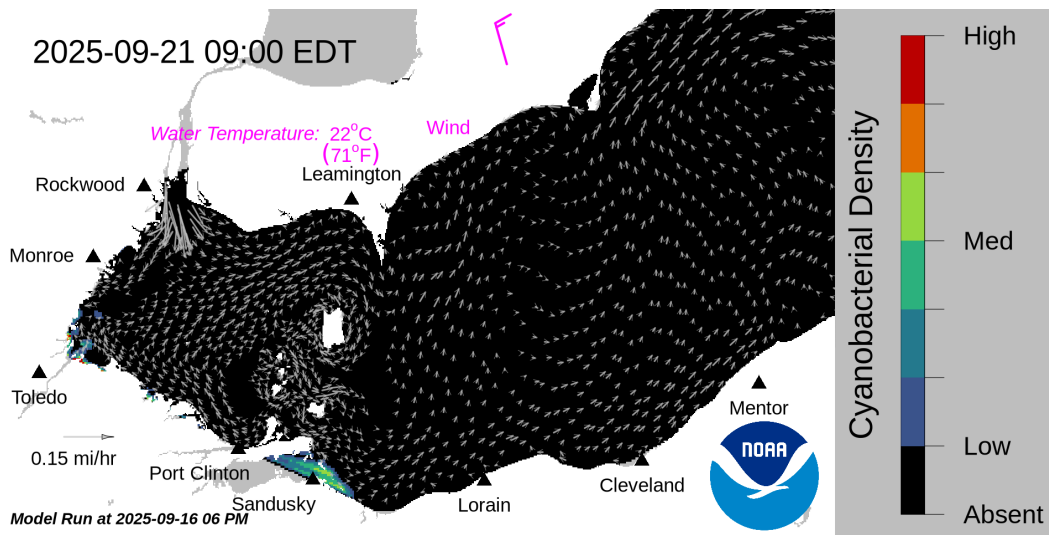 2025-09-21 09:00 EDT
Water Temperature: 22°C
(71°F)
Wind
Leamington
Rockwood
Monroe
Toledo
0.15 mi/hr
Port Clinton
Sandusky
Lorain
Cleveland
Mentor
NOAA
Model Run at 2025-09-16 06 PM
Cyanobacterial Density
High
Med
Low
Absent